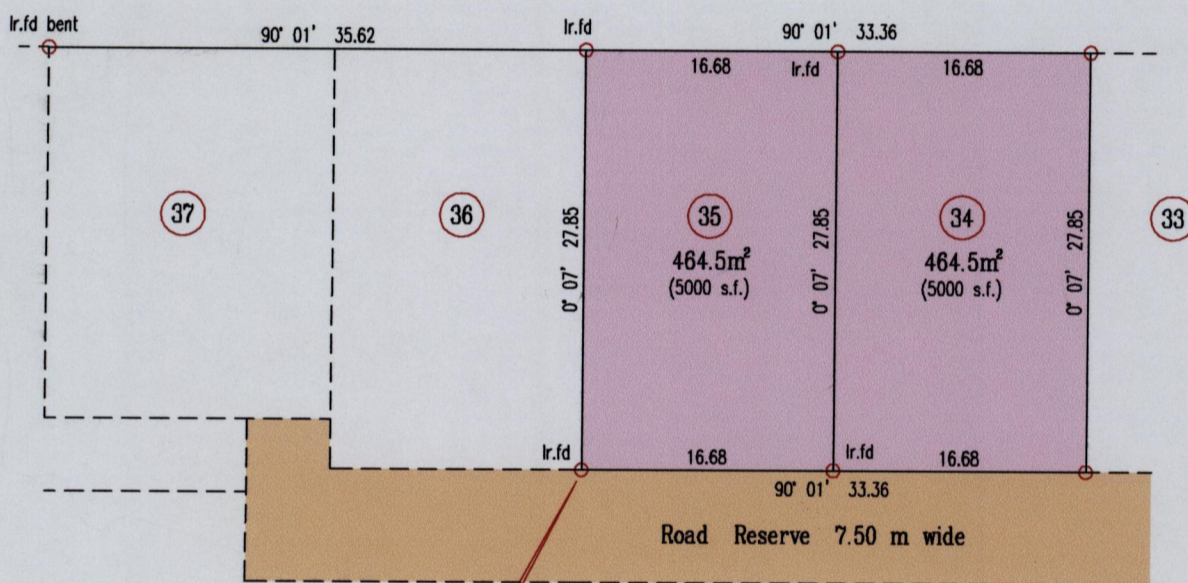 Ir.fd bent
90° 01' 35.62
Ir.fd
90° 01' 33.36
16.68
Ir.fd
16.68
37
36
35
34
33
0° 07' 27.85
464.5m²
(5000 s.f.)
0° 07' 27.85
464.5m²
(5000 s.f.)
0° 07' 27.85
Ir.fd
16.68
Ir.fd
16.68
90° 01' 33.36
Road Reserve 7.50 m wide